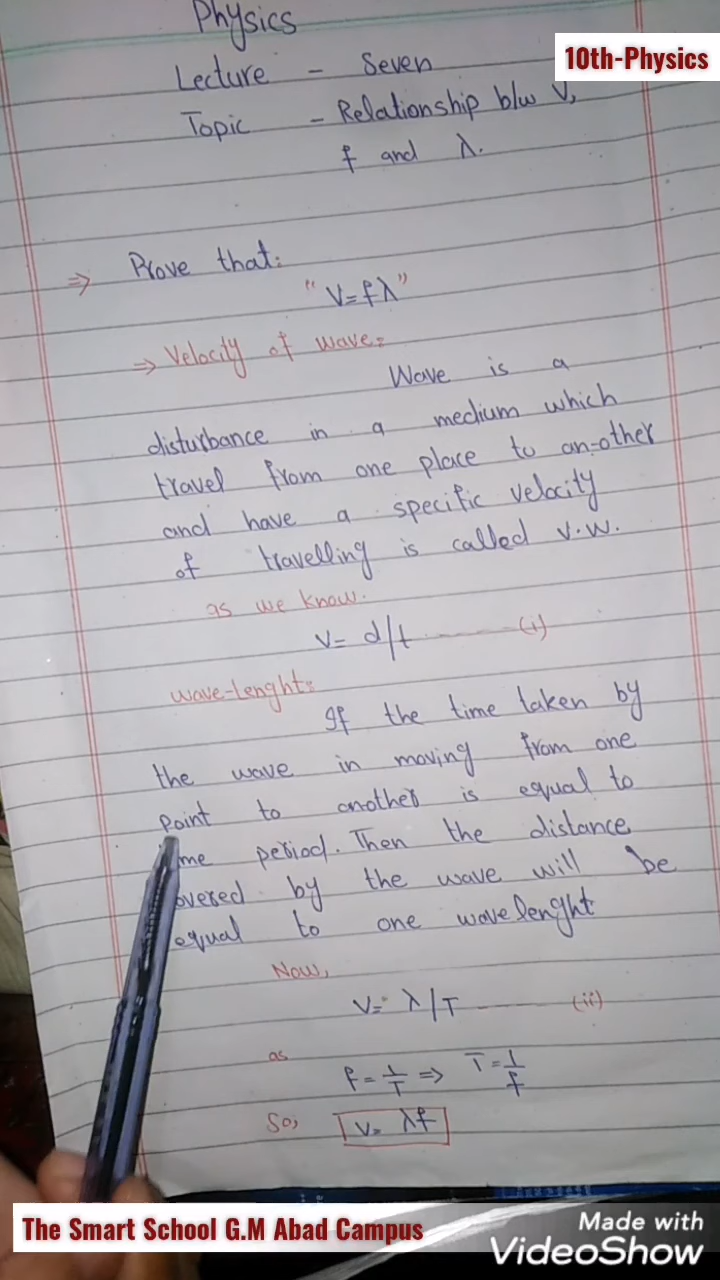 Physics
10th-Physics
Lecture - Seven
Topic - Relationship b/w V,
f and λ.
⇒ Prove that:
"V=fλ"
⇒ Velocity of wave:
Wave is a
disturbance in a medium which
travel from one place to an-other
and have a specific velocity
of travelling is called v.w.
as we know.
v= d/t ------- (i)
wave-lenght:
If the time taken by
the wave in moving from one
point to another is equal to
me period. Then the distance
overed by the wave will be
equal to one wavelenght
Now,
V= λ/T ------- (ii)
as
f = 1/T ⇒ T = 1/f
So, V= λf
The Smart School G.M Abad Campus
Made with
VideoShow